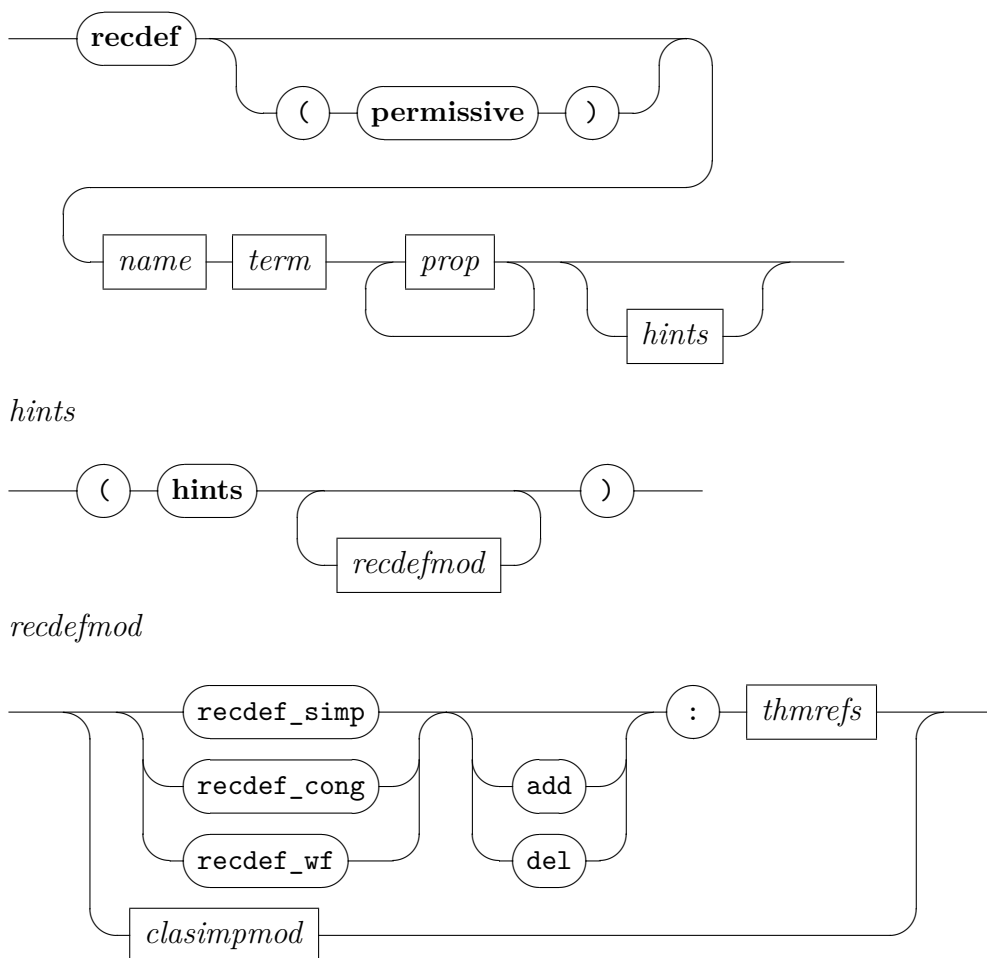 recdef
( permissive )
name term prop
hints
hints
( hints )
recdefmod
recdefmod
recdef_simp : thmrefs
recdef_cong add
recdef_wf del
clasimpmod